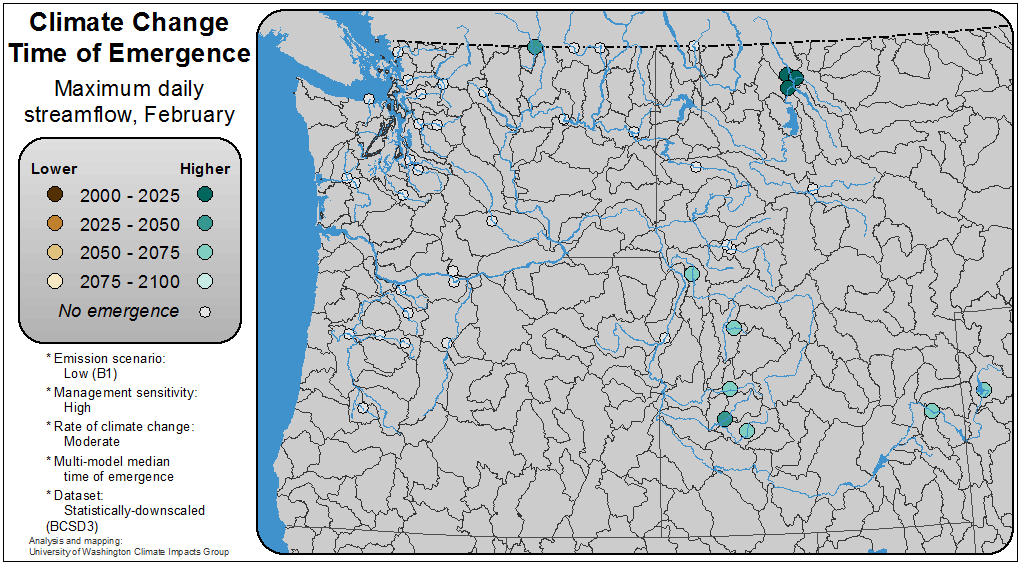 Climate Change
Time of Emergence
Maximum daily
streamflow, February
Lower Higher
2000 - 2025
2025 - 2050
2050 - 2075
2075 - 2100
No emergence
* Emission scenario:
Low (B1)
* Management sensitivity:
High
* Rate of climate change:
Moderate
* Multi-model median
time of emergence
* Dataset:
Statistically-downscaled
(BCSD3)
Analysis and mapping:
University of Washington Climate Impacts Group